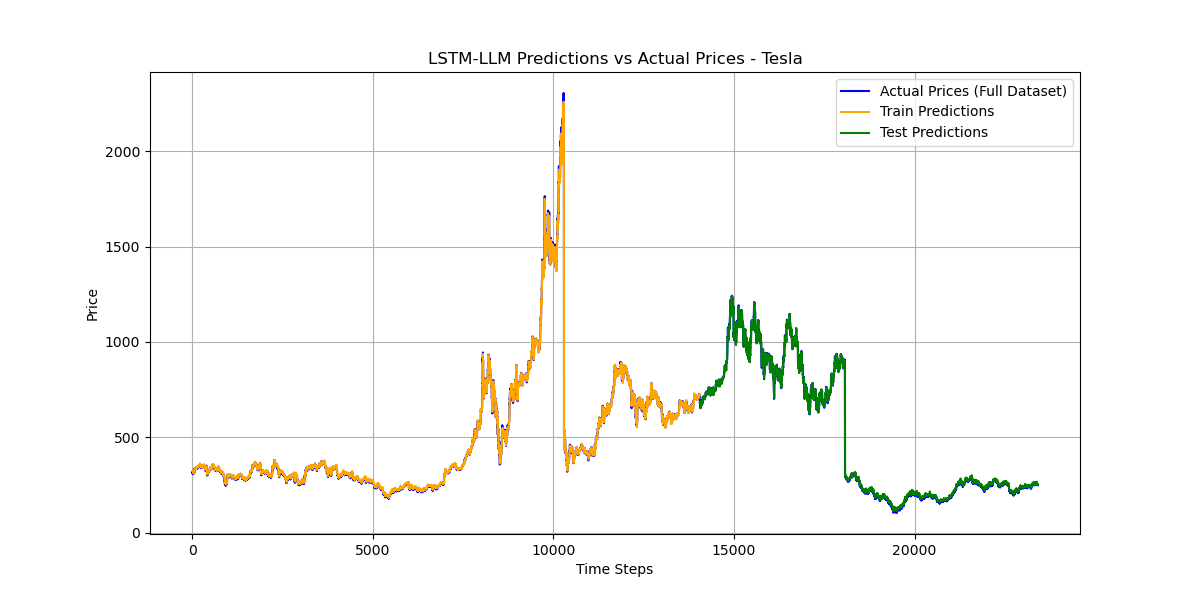 LSTM-LLM Predictions vs Actual Prices - Tesla
Actual Prices (Full Dataset)
Train Predictions
Test Predictions
Price
2000
1500
1000
500
0
0 5000 10000 15000 20000
Time Steps